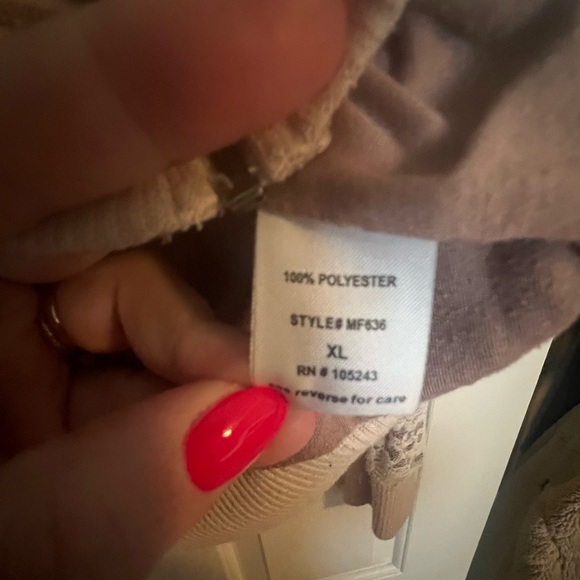 100% POLYESTER
STYLE# MF636
XL
RN # 105243
reverse for care